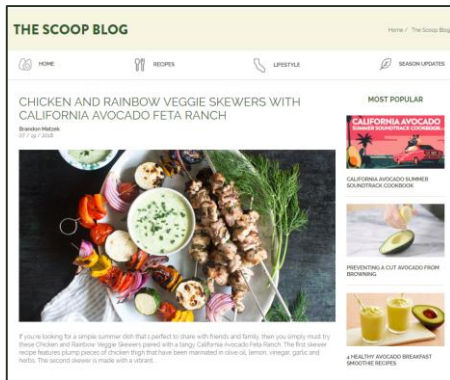 THE SCOOP BLOG
Home / The Scoop Blog
HOME
RECIPES
LIFESTYLE
SEASON UPDATES
CHICKEN AND RAINBOW VEGGIE SKEWERS WITH
CALIFORNIA AVOCADO FETA RANCH
Brandon Matzek
07 / 19 / 2018
If you're looking for a simple summer dish that's perfect to share with friends and family, then you simply must try
these Chicken and Rainbow Veggie Skewers paired with a tangy California Avocado Feta Ranch. The first skewer
recipe features plump pieces of chicken thigh that have been marinated in olive oil, lemon, vinegar, garlic and
herbs. The second skewer is made with a vibrant...
MOST POPULAR
CALIFORNIA AVOCADO
SUMMER SOUNDTRACK COOKBOOK
CALIFORNIA AVOCADO SUMMER
SOUNDTRACK COOKBOOK
PREVENTING A CUT AVOCADO FROM
BROWNING
4 HEALTHY AVOCADO BREAKFAST
SMOOTHIE RECIPES